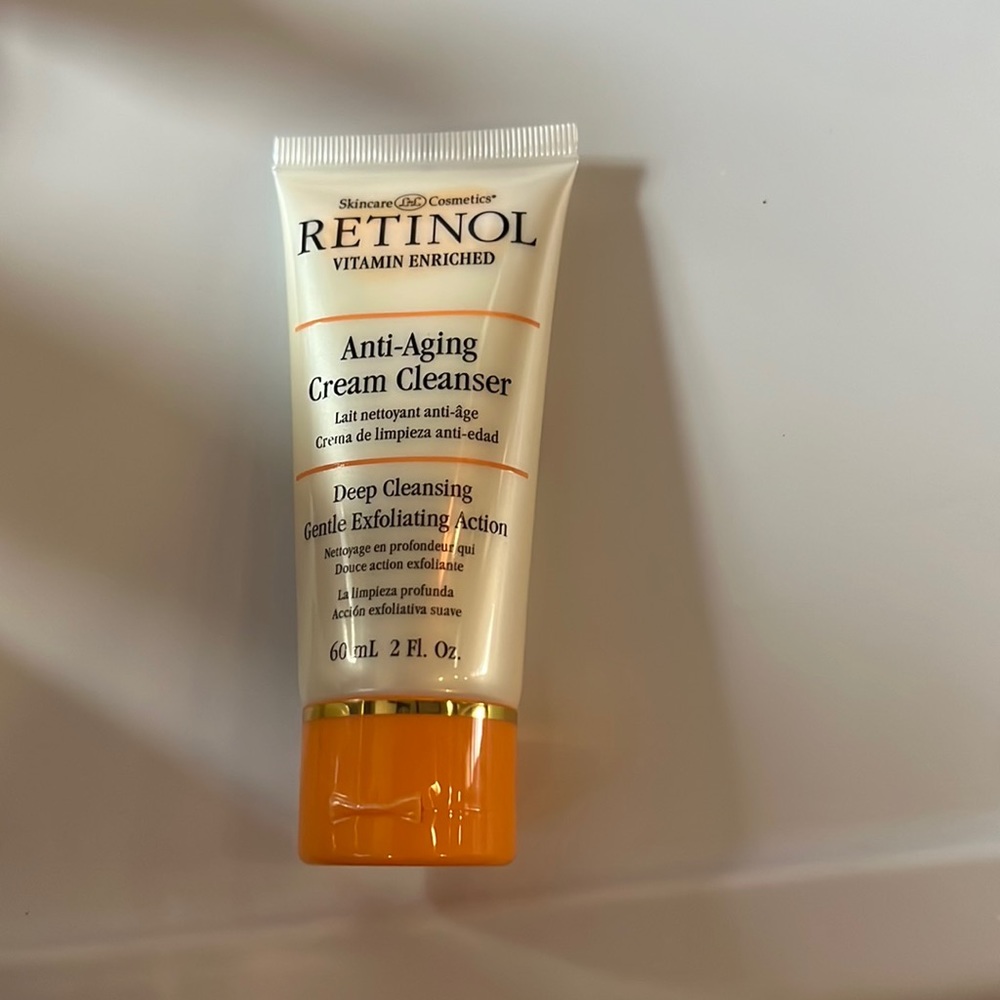 Skincare LdeL Cosmetics™
RETINOL
VITAMIN ENRICHED
Anti-Aging
Cream Cleanser
Lait nettoyant anti-âge
Crema de limpieza anti-edad
Deep Cleansing
Gentle Exfoliating Action
Nettoyage en profondeur qui
Douce action exfoliante
La limpieza profunda
Acción exfoliativa suave
60 mL 2 Fl. Oz.